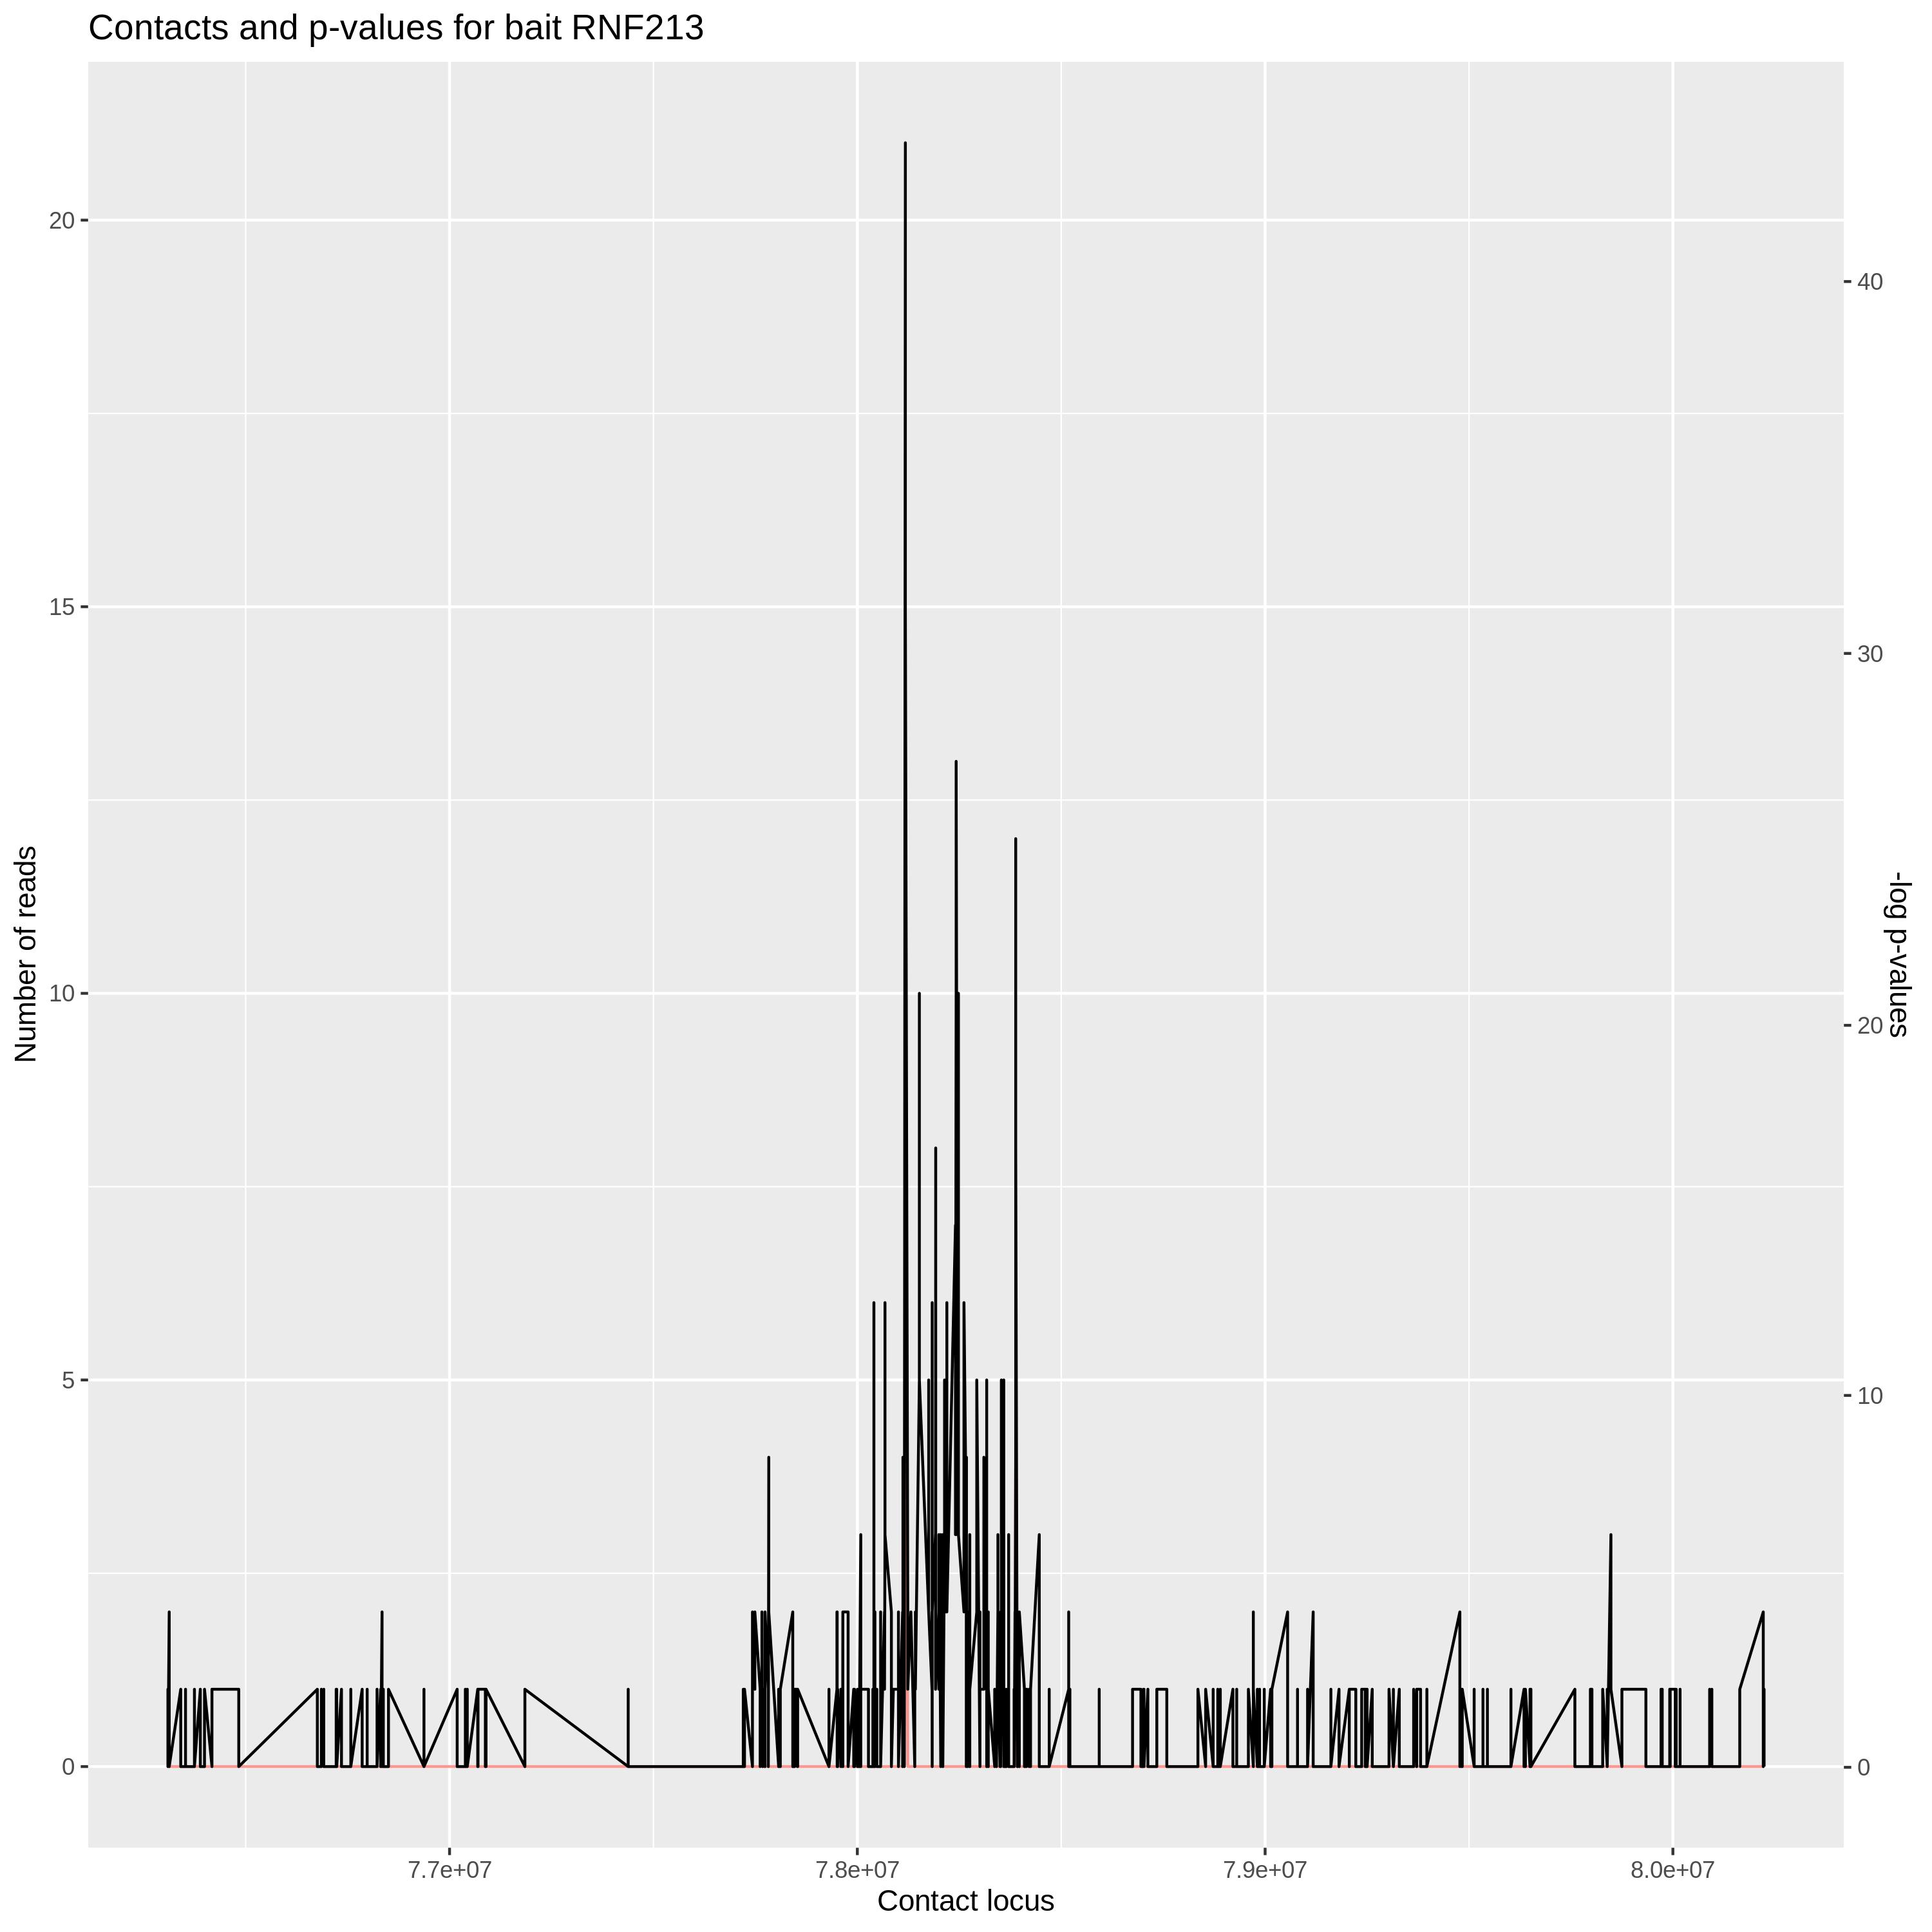 Contacts and p-values for bait RNF213
20
15
10
5
0
Number of reads
40
30
20
10
0
-log p-values
7.7e+07 7.8e+07 7.9e+07 8.0e+07
Contact locus